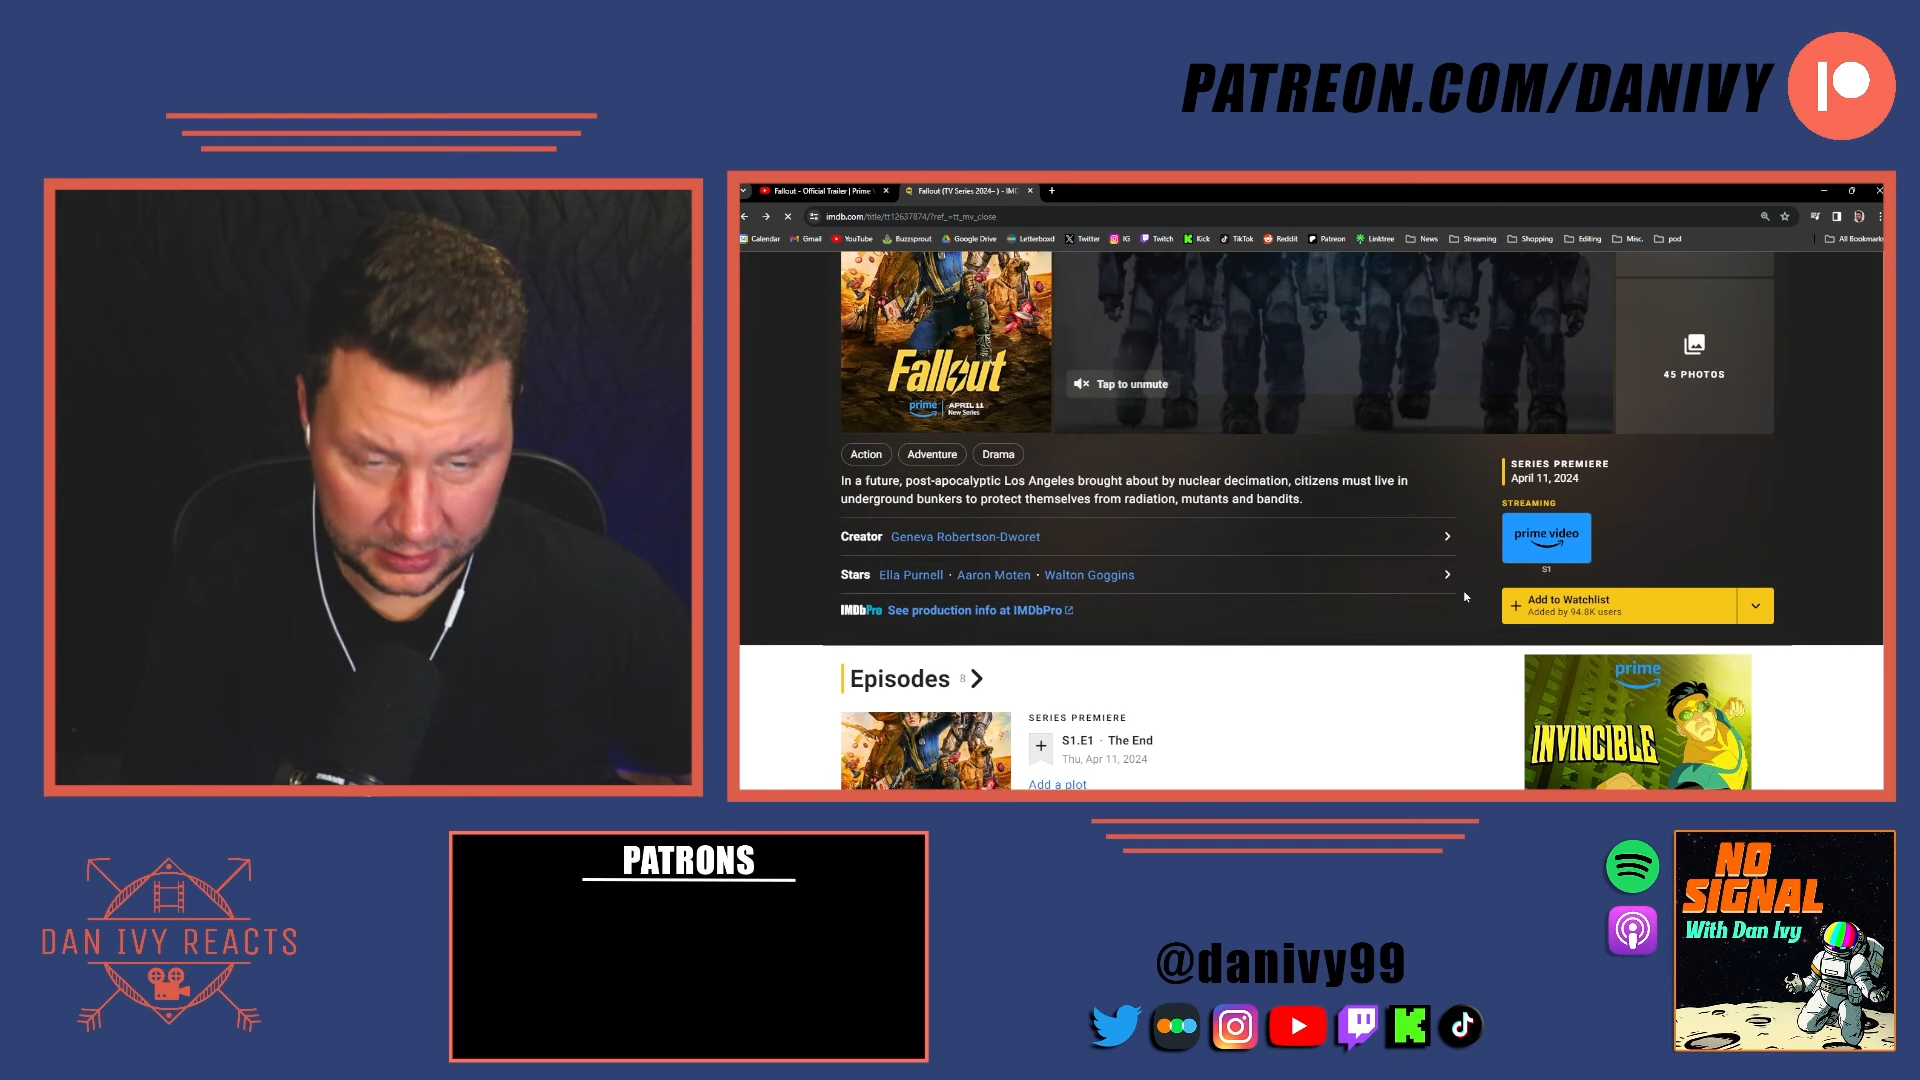 PATREON.COM/DANIVY
Fallout - Official Trailer | Prime
Fallout (TV Series 2024– ) - IMD
imdb.com/title/tt12637874/?ref_=tt_mv_close
Calendar Gmail YouTube Buzzsprout Google Drive Letterboxd Twitter IG Twitch Kick TikTok Reddit Patreon Linktree News Streaming Shopping Editing Misc. pod All Bookmarks
Fallout
prime APRIL 11
New Series
Tap to unmute
45 PHOTOS
Action Adventure Drama
In a future, post-apocalyptic Los Angeles brought about by nuclear decimation, citizens must live in
underground bunkers to protect themselves from radiation, mutants and bandits.
Creator Geneva Robertson-Dworet
Stars Ella Purnell · Aaron Moten · Walton Goggins
IMDbPro See production info at IMDbPro
SERIES PREMIERE
April 11, 2024
STREAMING
prime video
S1
Add to Watchlist
Added by 94.8K users
Episodes 8
SERIES PREMIERE
S1.E1 · The End
Thu, Apr 11, 2024
Add a plot
prime
INVINCIBLE
DAN IVY REACTS
PATRONS
@danivy99
NO
SIGNAL
With Dan Ivy